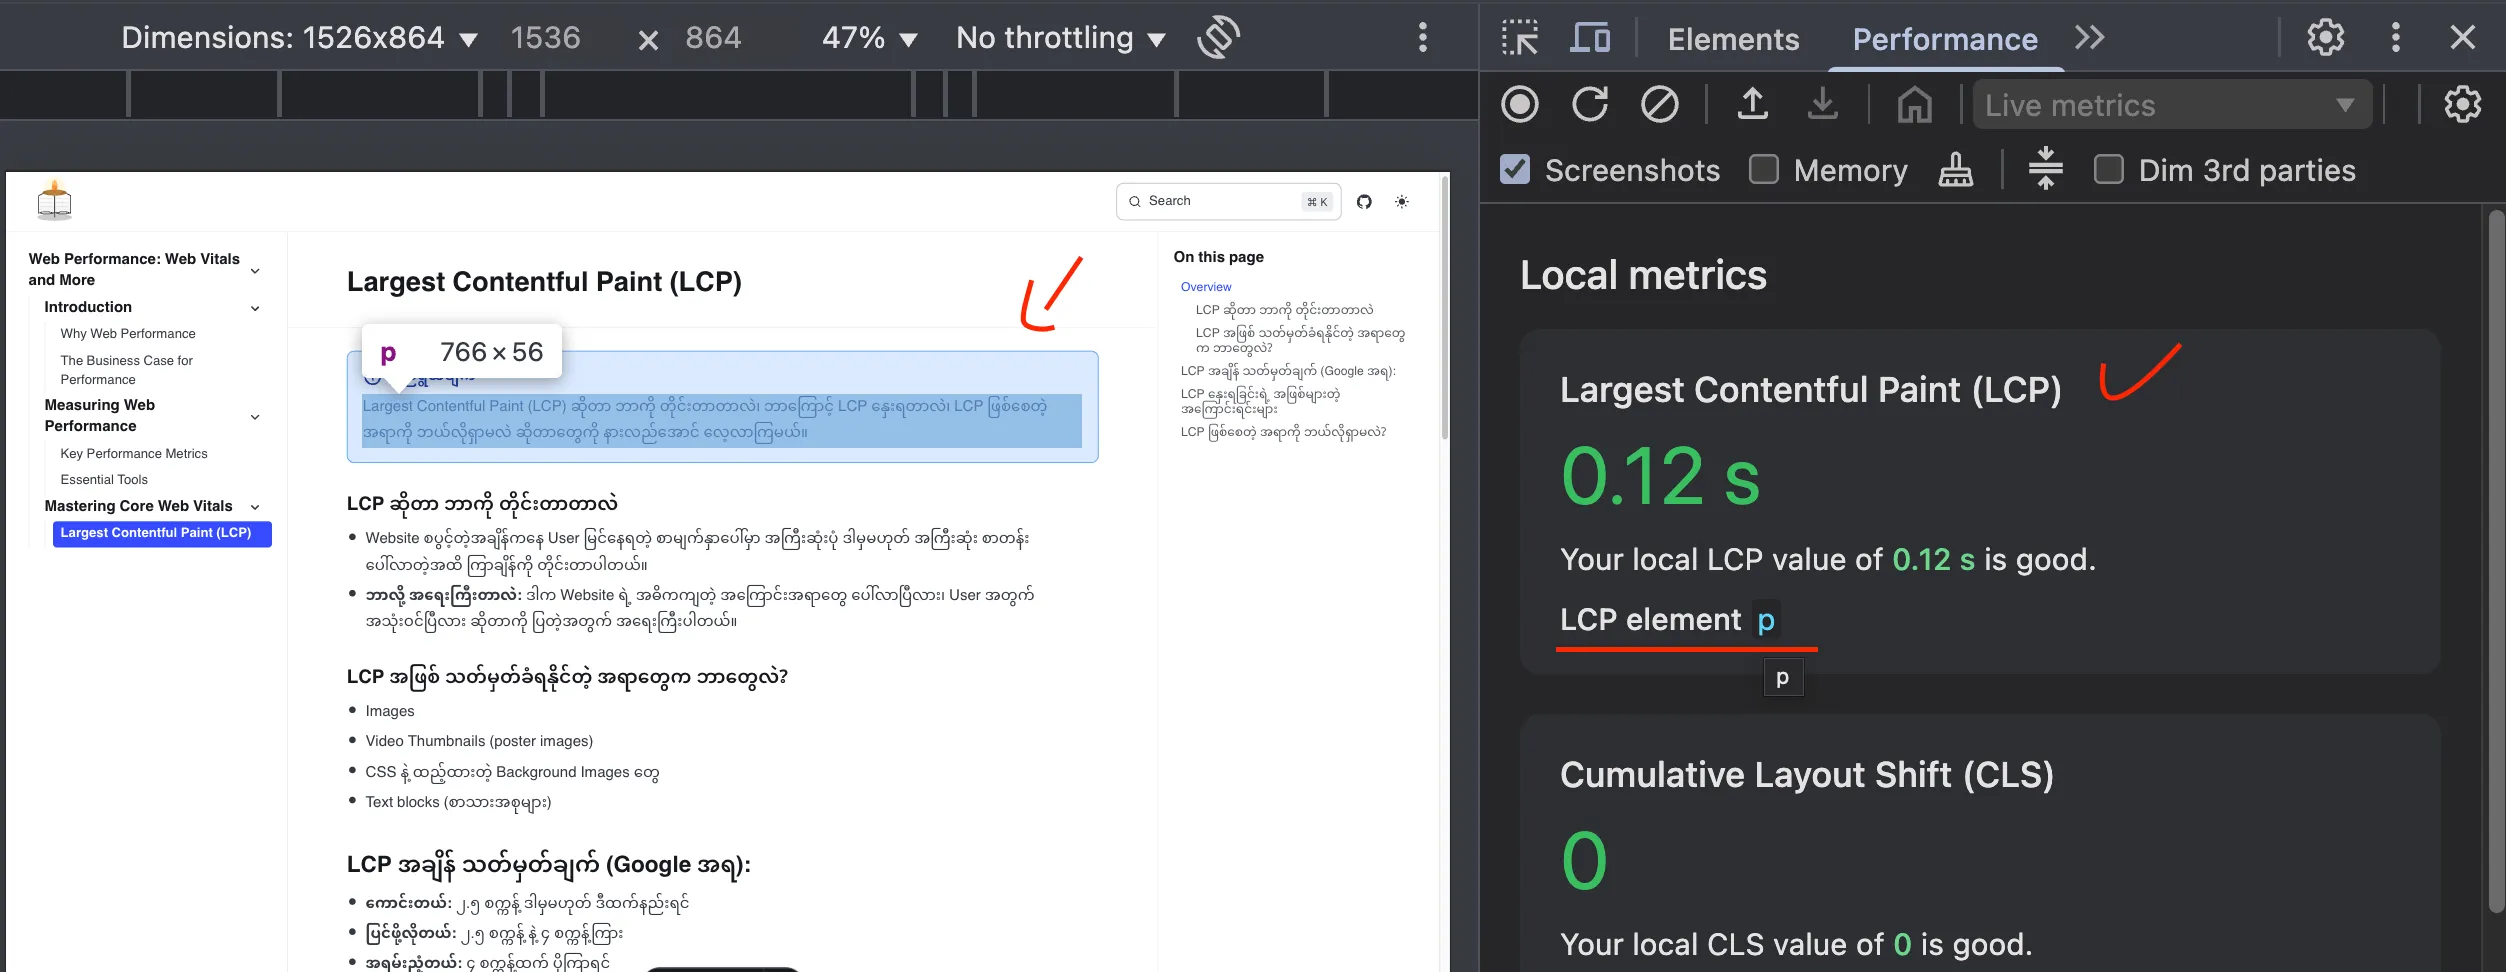 Dimensions: 1526x864 ▼ 1536 × 864 47% ▼ No throttling ▼
Elements Performance
Live metrics
Screenshots Memory Dim 3rd parties
Search ⌘ K
Web Performance: Web Vitals
and More
Introduction
Why Web Performance
The Business Case for
Performance
Measuring Web
Performance
Key Performance Metrics
Essential Tools
Mastering Core Web Vitals
Largest Contentful Paint (LCP)
Largest Contentful Paint (LCP)
p 766 × 56
Largest Contentful Paint (LCP) ဆိုတာ ဘာကို တိုင်းတာတာလဲ၊ ဘာကြောင့် LCP နှေးရတာလဲ၊ LCP ဖြစ်စေတဲ့
အရာကို ဘယ်လိုရှာမလဲ ဆိုတာတွေကို နားလည်အောင် လေ့လာကြမယ်။
LCP ဆိုတာ ဘာကို တိုင်းတာတာလဲ
Website စပွင့်တဲ့အချိန်ကနေ User မြင်နေရတဲ့ စာမျက်နှာပေါ်မှာ အကြီးဆုံးပုံ ဒါမှမဟုတ် အကြီးဆုံး စာတန်း
ပေါ်လာတဲ့အထိ ကြာချိန်ကို တိုင်းတာပါတယ်။
ဘာလို့ အရေးကြီးတာလဲ: ဒါက Website ရဲ့ အဓိကကျတဲ့ အကြောင်းအရာတွေ ပေါ်လာပြီလား၊ User အတွက်
အသုံးဝင်ပြီလား ဆိုတာကို ပြတဲ့အတွက် အရေးကြီးပါတယ်။
LCP အဖြစ် သတ်မှတ်ခံရနိုင်တဲ့ အရာတွေက ဘာတွေလဲ?
Images
Video Thumbnails (poster images)
CSS နဲ့ ထည့်ထားတဲ့ Background Images တွေ
Text blocks (စာသားအစုများ)
LCP အချိန် သတ်မှတ်ချက် (Google အရ):
ကောင်းတယ်: ၂.၅ စက္ကန့် ဒါမှမဟုတ် ဒီထက်နည်းရင်
ပြင်ဖို့လိုတယ်: ၂.၅ စက္ကန့် နဲ့ ၄ စက္ကန့်ကြား
အရမ်းညံ့တယ်: ၄ စက္ကန့်ထက် ပိုကြာရင်
On this page
Overview
LCP ဆိုတာ ဘာကို တိုင်းတာတာလဲ
LCP အဖြစ် သတ်မှတ်ခံရနိုင်တဲ့ အရာတွေ
က ဘာတွေလဲ?
LCP အချိန် သတ်မှတ်ချက် (Google အရ):
LCP နှေးရခြင်းရဲ့ အဖြစ်များတဲ့
အကြောင်းရင်းများ
LCP ဖြစ်စေတဲ့ အရာကို ဘယ်လိုရှာမလဲ?
Local metrics
Largest Contentful Paint (LCP)
0.12 s
Your local LCP value of 0.12 s is good.
LCP element p
p
Cumulative Layout Shift (CLS)
0
Your local CLS value of 0 is good.